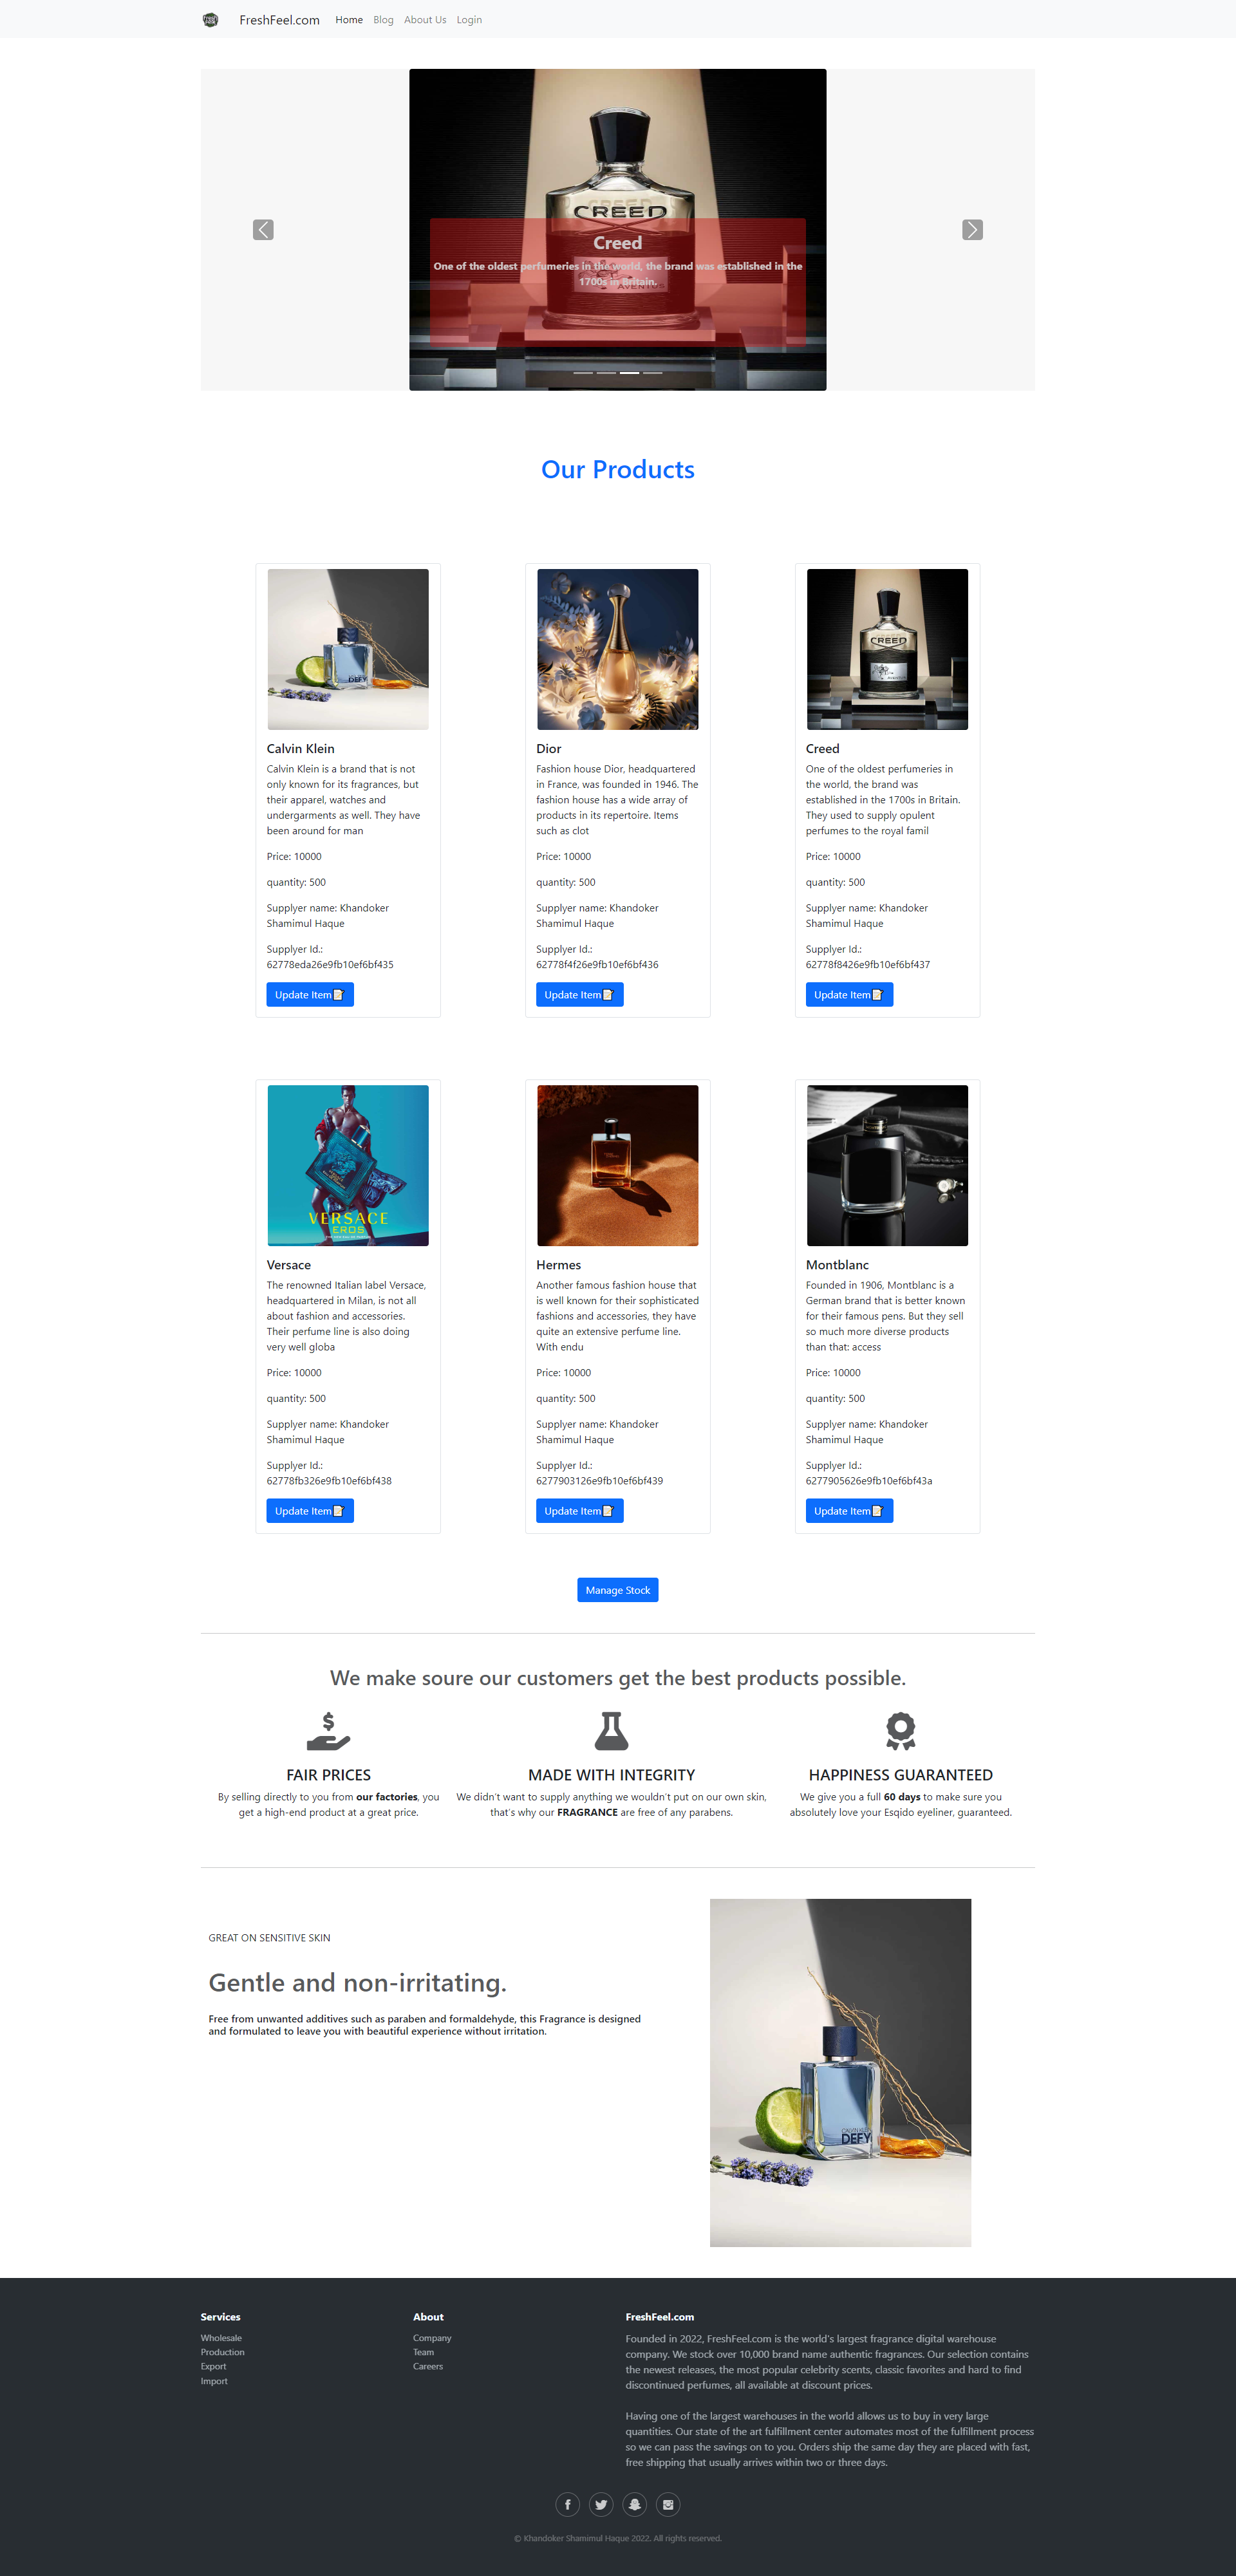 FreshFeel.com Home Blog About Us Login
CREED
Creed
One of the oldest perfumeries in the world, the brand was established in the
1700s in Britain.
AVENTUS
Our Products
DEFY
CREED
Calvin Klein
Calvin Klein is a brand that is not
only known for its fragrances, but
their apparel, watches and
undergarments as well. They have
been around for man
Price: 10000
quantity: 500
Supplyer name: Khandoker
Shamimul Haque
Supplyer Id.:
62778eda26e9fb10ef6bf435
Update Item
Dior
Fashion house Dior, headquartered
in France, was founded in 1946. The
fashion house has a wide array of
products in its repertoire. Items
such as clot
Price: 10000
quantity: 500
Supplyer name: Khandoker
Shamimul Haque
Supplyer Id.:
62778f4f26e9fb10ef6bf436
Update Item
Creed
One of the oldest perfumeries in
the world, the brand was
established in the 1700s in Britain.
They used to supply opulent
perfumes to the royal famil
Price: 10000
quantity: 500
Supplyer name: Khandoker
Shamimul Haque
Supplyer Id.:
62778f8426e9fb10ef6bf437
Update Item
VERSACE
EROS
Versace
The renowned Italian label Versace,
headquartered in Milan, is not all
about fashion and accessories.
Their perfume line is also doing
very well globa
Price: 10000
quantity: 500
Supplyer name: Khandoker
Shamimul Haque
Supplyer Id.:
62778fb326e9fb10ef6bf438
Update Item
Hermes
Another famous fashion house that
is well known for their sophisticated
fashions and accessories, they have
quite an extensive perfume line.
With endu
Price: 10000
quantity: 500
Supplyer name: Khandoker
Shamimul Haque
Supplyer Id.:
6277903126e9fb10ef6bf439
Update Item
Montblanc
Founded in 1906, Montblanc is a
German brand that is better known
for their famous pens. But they sell
so much more diverse products
than that: access
Price: 10000
quantity: 500
Supplyer name: Khandoker
Shamimul Haque
Supplyer Id.:
6277905626e9fb10ef6bf43a
Update Item
Manage Stock
We make soure our customers get the best products possible.
FAIR PRICES
By selling directly to you from our factories, you
get a high-end product at a great price.
MADE WITH INTEGRITY
We didn't want to supply anything we wouldn't put on our own skin,
that's why our FRAGRANCE are free of any parabens.
HAPPINESS GUARANTEED
We give you a full 60 days to make sure you
absolutely love your Esqido eyeliner, guaranteed.
GREAT ON SENSITIVE SKIN
Gentle and non-irritating.
Free from unwanted additives such as paraben and formaldehyde, this Fragrance is designed
and formulated to leave you with beautiful experience without irritation.
CALVIN KLEIN
DEFY
Services
Wholesale
Production
Export
Import
About
Company
Team
Careers
FreshFeel.com
Founded in 2022, FreshFeel.com is the world's largest fragrance digital warehouse
company. We stock over 10,000 brand name authentic fragrances. Our selection contains
the newest releases, the most popular celebrity scents, classic favorites and hard to find
discontinued perfumes, all available at discount prices.
Having one of the largest warehouses in the world allows us to buy in very large
quantities. Our state of the art fulfillment center automates most of the fulfillment process
so we can pass the savings on to you. Orders ship the same day they are placed with fast,
free shipping that usually arrives within two or three days.
© Khandoker Shamimul Haque 2022. All rights reserved.